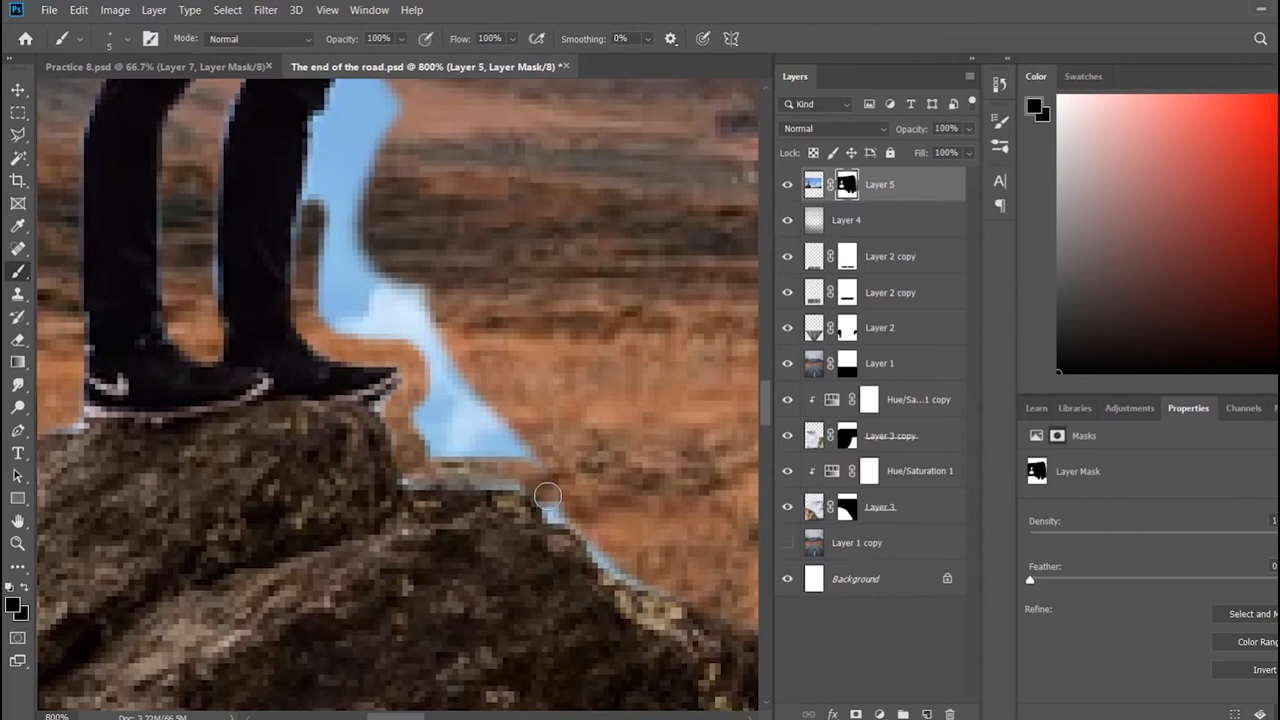 Ps File Edit Image Layer Type Select Filter 3D View Window Help
5 Mode: Normal Opacity: 100% Flow: 100% Smoothing: 0%
Practice 8.psd @ 66.7% (Layer 7, Layer Mask/8)
The end of the road.psd @ 800% (Layer 5, Layer Mask/8) *
Layers
Kind
Normal Opacity: 100%
Lock: Fill: 100%
Layer 5
Layer 4
Layer 2 copy
Layer 2 copy
Layer 2
Layer 1
Hue/Sa...1 copy
Layer 3 copy
Hue/Saturation 1
Layer 3
Layer 1 copy
Background
Color Swatches
Learn Libraries Adjustments Properties Channels
Masks
Layer Mask
Density: 1
Feather: 0
Refine:
Select and M
Color Ran
Invert
800% Doc: 3.22M/66.5M